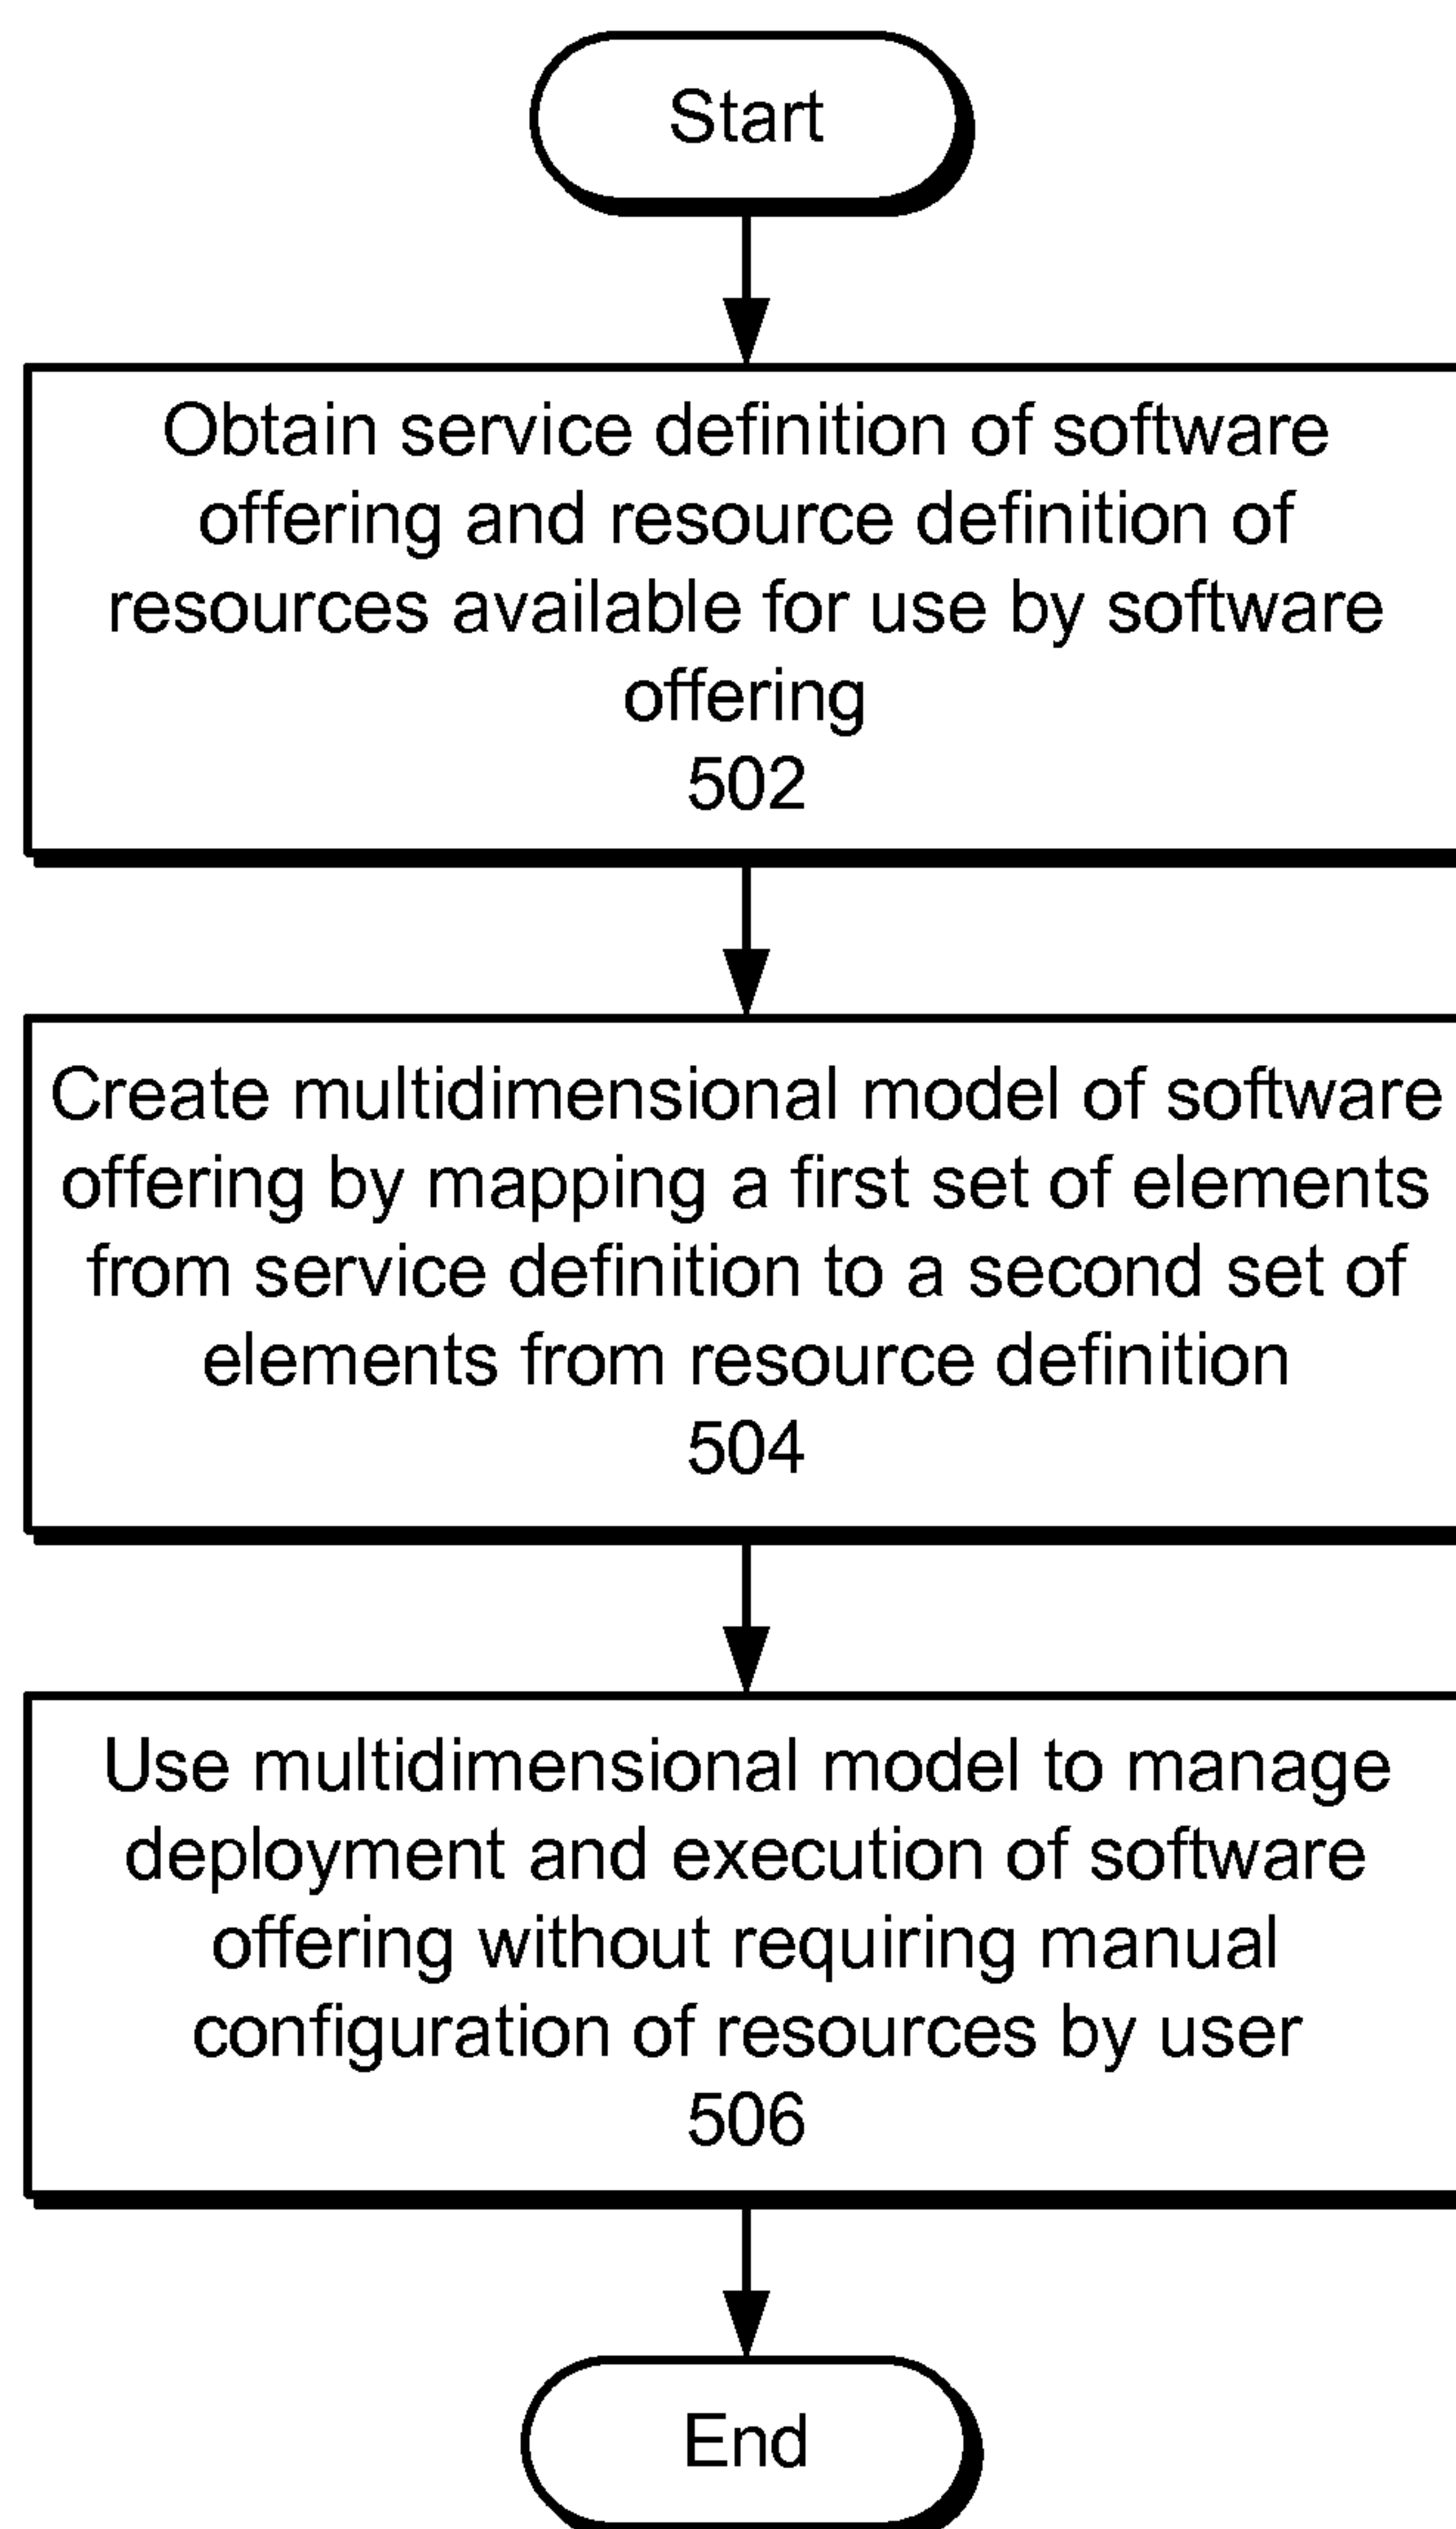 Start
Obtain service definition of software
offering and resource definition of
resources available for use by software
offering
502
Create multidimensional model of software
offering by mapping a first set of elements
from service definition to a second set of
elements from resource definition
504
Use multidimensional model to manage
deployment and execution of software
offering without requiring manual
configuration of resources by user
506
End